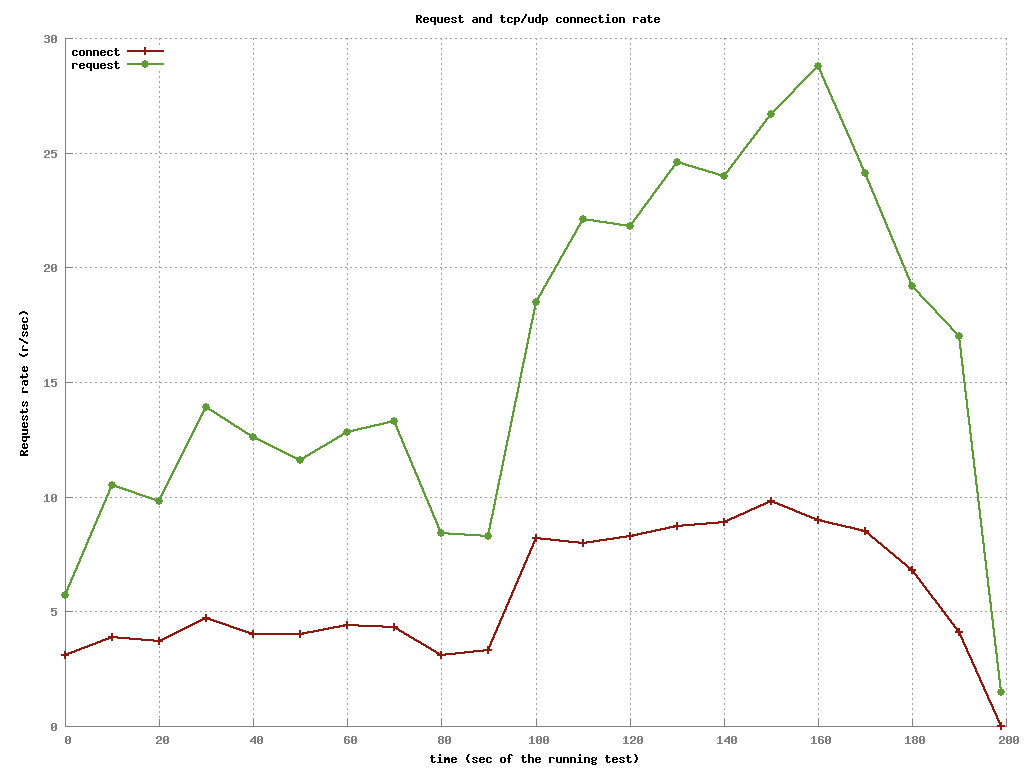 Request and tcp/udp connection rate
connect
request
30
25
20
15
10
5
0
Requests rate (r/sec)
0 20 40 60 80 100 120 140 160 180 200
time (sec of the running test)